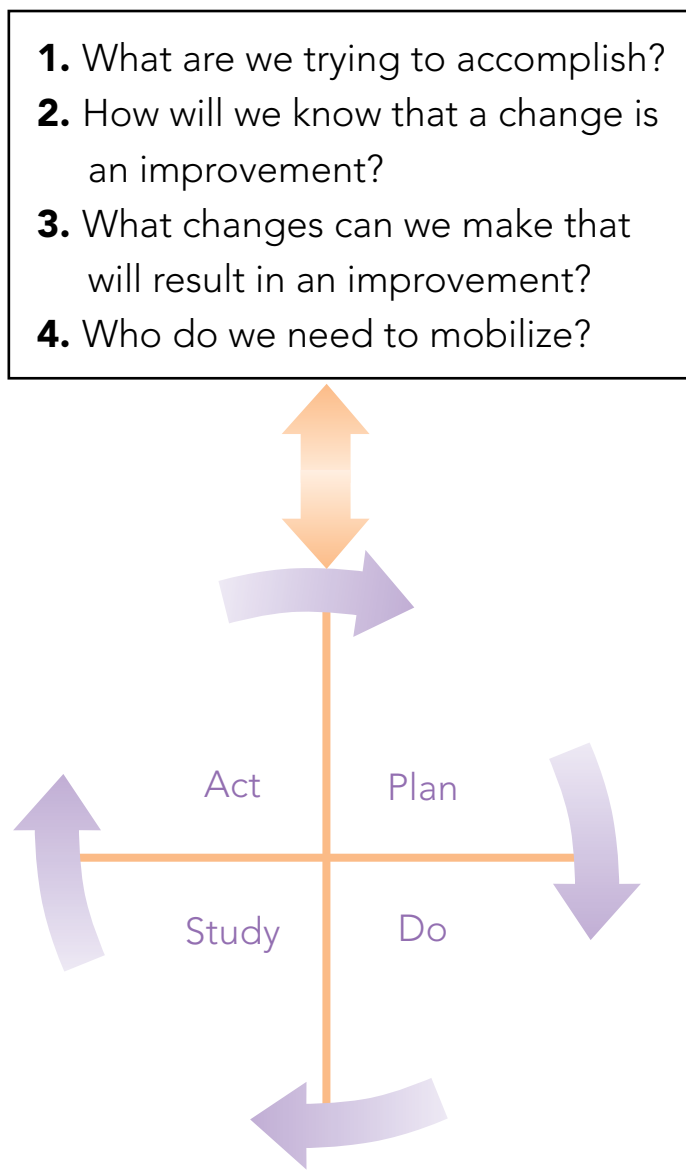 1. What are we trying to accomplish?
2. How will we know that a change is
an improvement?
3. What changes can we make that
will result in an improvement?
4. Who do we need to mobilize?
Act
Plan
Study
Do